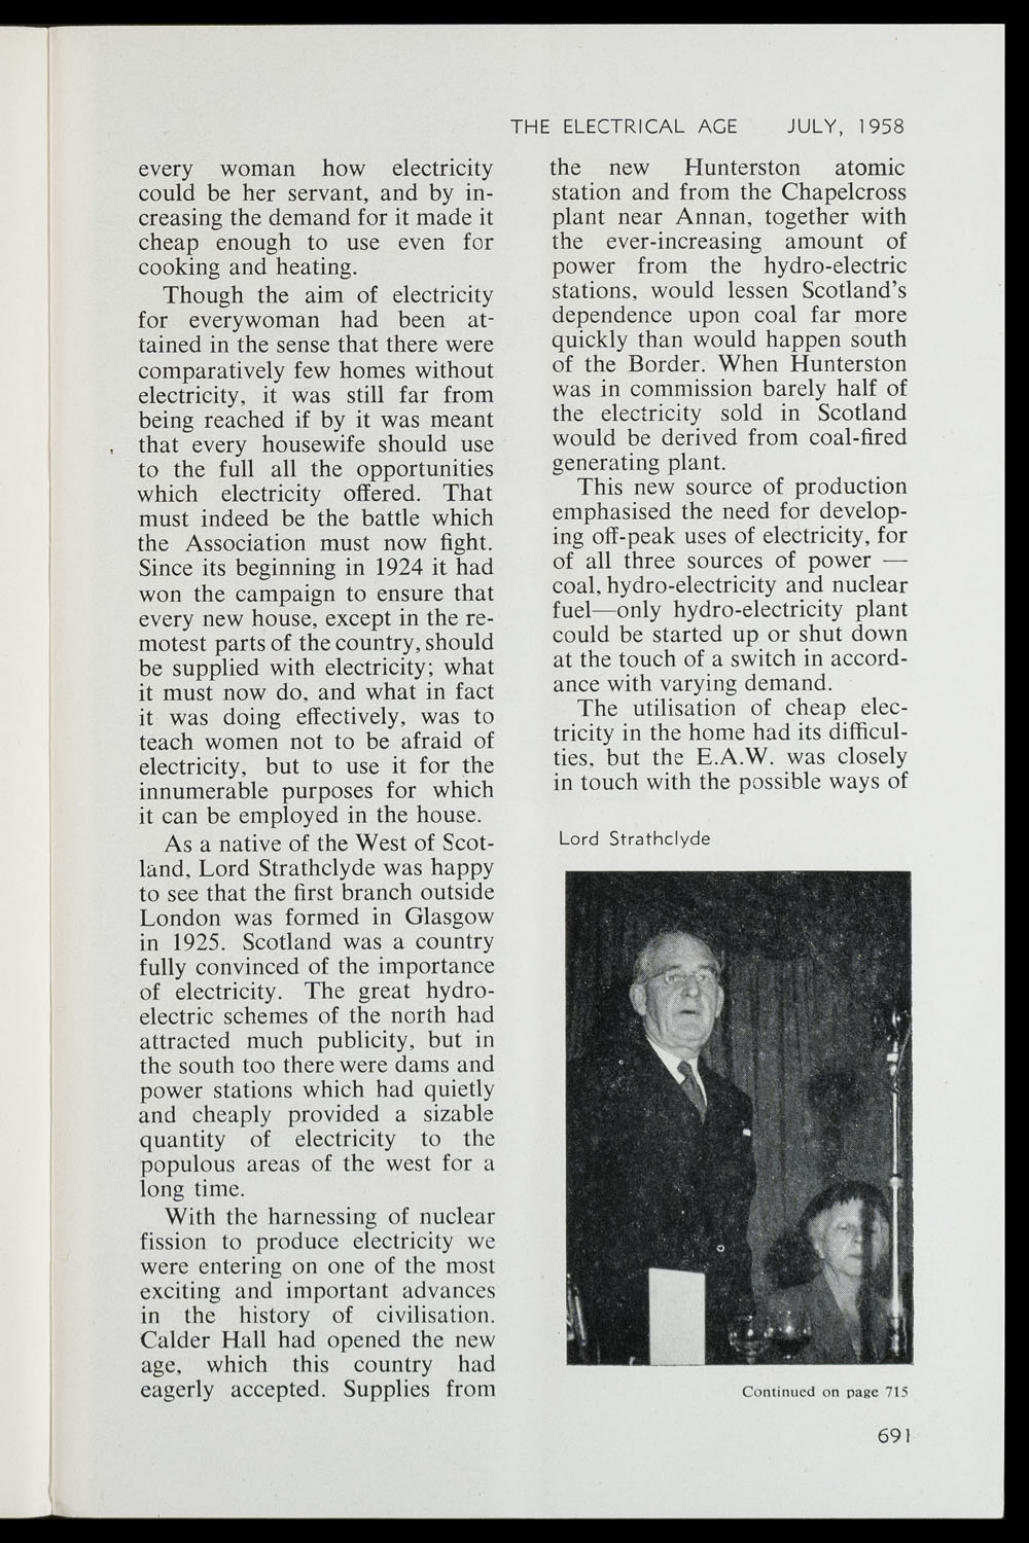 THE ELECTRICAL AGE JULY, 1958
every woman how electricity
could be her servant, and by in-
creasing the demand for it made it
cheap enough to use even for
cooking and heating.
Though the aim of electricity
for everywoman had been at-
tained in the sense that there were
comparatively few homes without
electricity, it was still far from
being reached if by it was meant
that every housewife should use
to the full all the opportunities
which electricity offered. That
must indeed be the battle which
the Association must now fight.
Since its beginning in 1924 it had
won the campaign to ensure that
every new house, except in the re-
motest parts of the country, should
be supplied with electricity; what
it must now do, and what in fact
it was doing effectively, was to
teach women not to be afraid of
electricity, but to use it for the
innumerable purposes for which
it can be employed in the house.
As a native of the West of Scot-
land, Lord Strathclyde was happy
to see that the first branch outside
London was formed in Glasgow
in 1925. Scotland was a country
fully convinced of the importance
of electricity. The great hydro-
electric schemes of the north had
attracted much publicity, but in
the south too there were dams and
power stations which had quietly
and cheaply provided a sizable
quantity of electricity to the
populous areas of the west for a
long time.
With the harnessing of nuclear
fission to produce electricity we
were entering on one of the most
exciting and important advances
in the history of civilisation.
Calder Hall had opened the new
age, which this country had
eagerly accepted. Supplies from
the new Hunterston atomic
station and from the Chapelcross
plant near Annan, together with
the ever-increasing amount of
power from the hydro-electric
stations, would lessen Scotland's
dependence upon coal far more
quickly than would happen south
of the Border. When Hunterston
was in commission barely half of
the electricity sold in Scotland
would be derived from coal-fired
generating plant.
This new source of production
emphasised the need for develop-
ing off-peak uses of electricity, for
of all three sources of power —
coal, hydro-electricity and nuclear
fuel—only hydro-electricity plant
could be started up or shut down
at the touch of a switch in accord-
ance with varying demand.
The utilisation of cheap elec-
tricity in the home had its difficul-
ties, but the E.A.W. was closely
in touch with the possible ways of
Lord Strathclyde
Continued on page 715
691